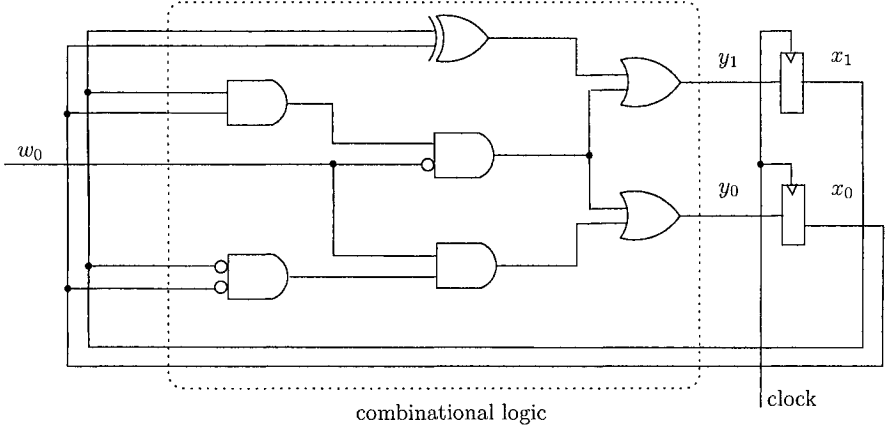 y₁
x₁
w₀
y₀
x₀
clock
combinational logic